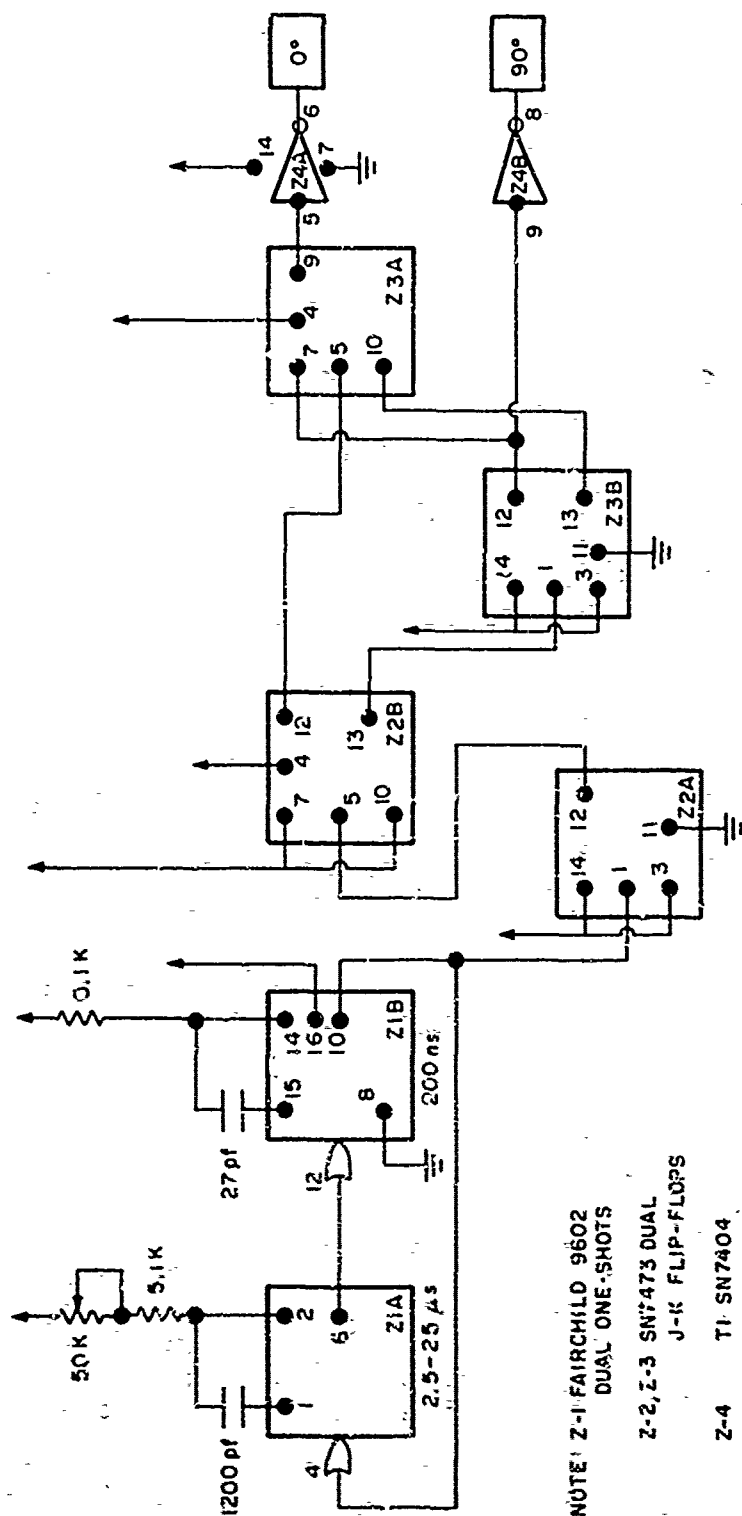 50K
5.1K
1200 pf
1
2
4
6
Z1A
2.5-25 µs
0.1K
27 pf
15
14
16
10
12
8
Z1B
200 ns
14
12
1
11
3
Z2A
7
4
12
5
13
10
Z2B
14
12
1
11
13
3
Z3B
7
4
9
5
10
Z3A
14
5
Z4A
6
7
0°
9
Z4B
8
90°
NOTE: Z-1 FAIRCHILD 9602
DUAL ONE-SHOTS
Z-2, Z-3 SN7473 DUAL
J-K FLIP-FLOPS
Z-4 TI SN7404